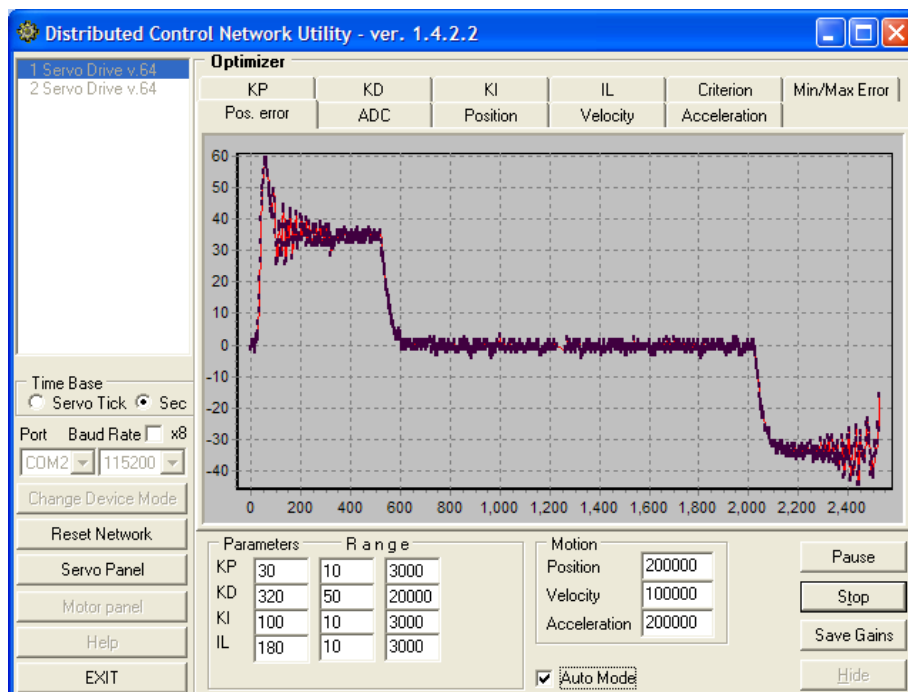 Distributed Control Network Utility - ver. 1.4.2.2
1 Servo Drive v.64
2 Servo Drive v.64
Optimizer
KP KD KI IL Criterion Min/Max Error
Pos. error ADC Position Velocity Acceleration
60
50
40
30
20
10
0
-10
-20
-30
-40
0 200 400 600 800 1,000 1,200 1,400 1,600 1,800 2,000 2,200 2,400
Time Base
Servo Tick Sec
Port Baud Rate x8
COM2 115200
Change Device Mode
Reset Network
Servo Panel
Motor panel
Help
EXIT
Parameters Range
KP 30 10 3000
KD 320 50 20000
KI 100 10 3000
IL 180 10 3000
Motion
Position 200000
Velocity 100000
Acceleration 200000
Auto Mode
Pause
Stop
Save Gains
Hide